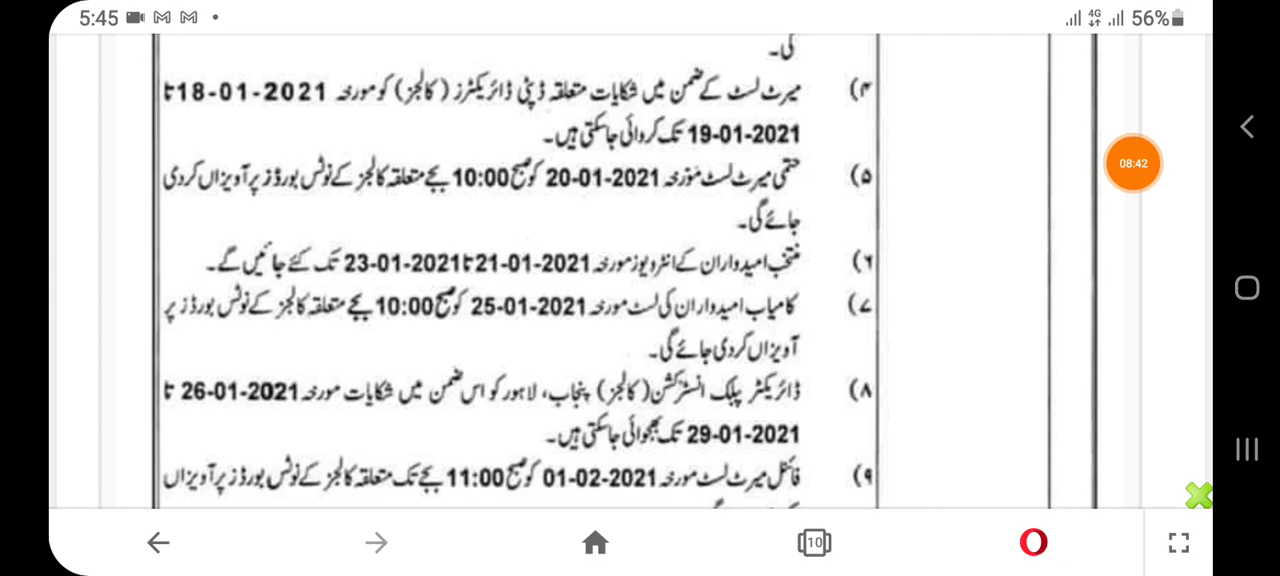 5:45
4G 56%
گی۔
۴) میرٹ لسٹ کے ضمن میں شکایات متعلقہ ڈپٹی ڈائریکٹرز (کالجز) کو مورخہ 18-01-2021 تا
19-01-2021 تک کروائی جاسکتی ہیں۔
۵) حتمی میرٹ لسٹ مورخہ 20-01-2021 کو صبح 10:00 بجے متعلقہ کالجز کے نوٹس بورڈز پر آویزاں کردی
جائے گی۔
۶) منتخب امیدواران کے انٹرویوز مورخہ 21-01-2021 تا 23-01-2021 تک کئے جائیں گے۔
۷) کامیاب امیدواران کی لسٹ مورخہ 25-01-2021 کو صبح 10:00 بجے متعلقہ کالجز کے نوٹس بورڈز پر
آویزاں کردی جائے گی۔
۸) ڈائریکٹر پبلک انسٹرکشن (کالجز) پنجاب، لاہور کو اس ضمن میں شکایات مورخہ 26-01-2021 تا
29-01-2021 تک بھجوائی جاسکتی ہیں۔
۹) فائنل میرٹ لسٹ مورخہ 01-02-2021 کو صبح 11:00 بجے تک متعلقہ کالجز کے نوٹس بورڈز پر آویزاں
08:42
10